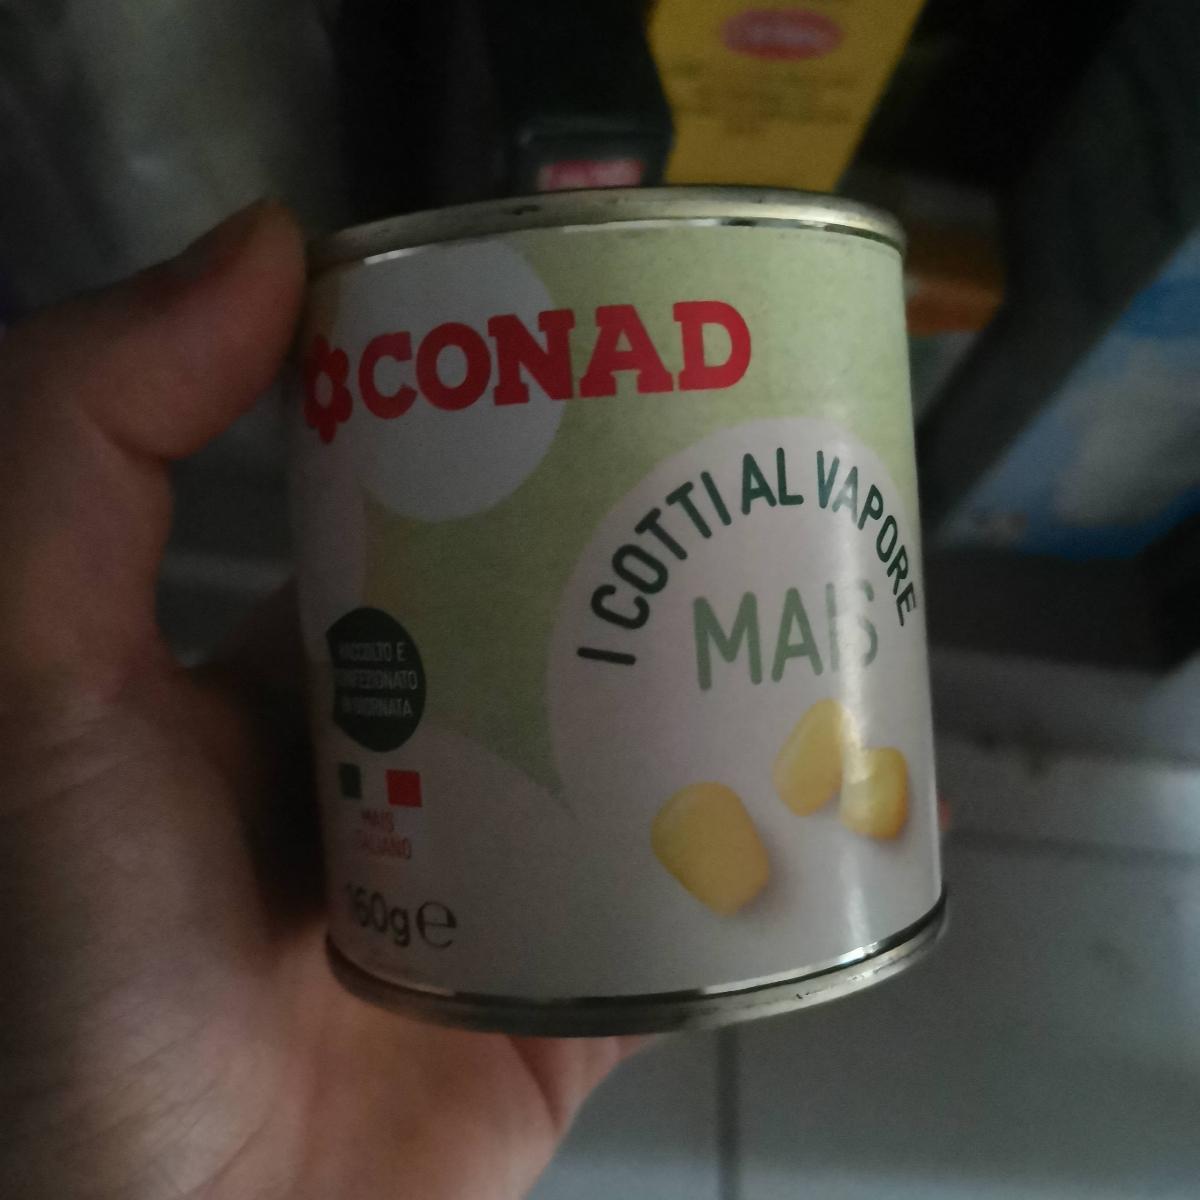 CONAD
I COTTI AL VAPORE
MAIS
RACCOLTO E
CONFEZIONATO
IN GIORNATA
MAIS
ITALIANO
160g℮